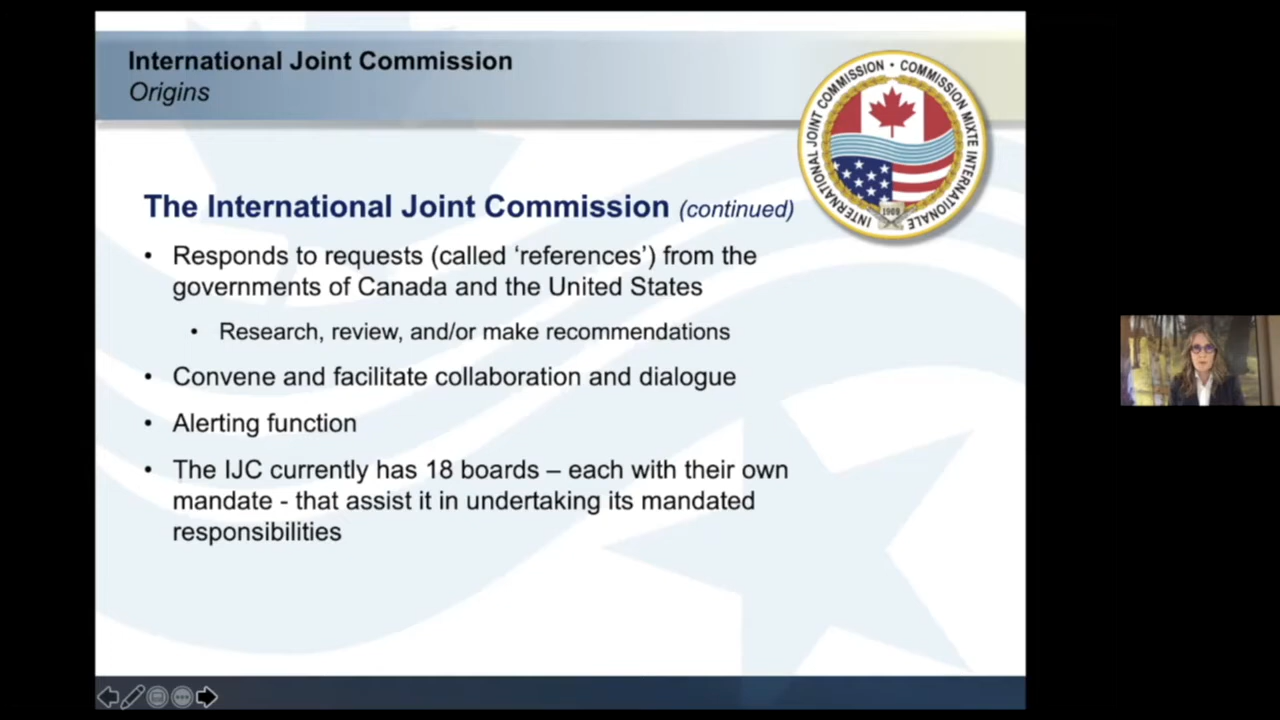 International Joint Commission
Origins
INTERNATIONAL JOINT COMMISSION • COMMISSION MIXTE INTERNATIONALE
1909
The International Joint Commission (continued)
• Responds to requests (called ‘references’) from the
governments of Canada and the United States
• Research, review, and/or make recommendations
• Convene and facilitate collaboration and dialogue
• Alerting function
• The IJC currently has 18 boards – each with their own
mandate - that assist it in undertaking its mandated
responsibilities